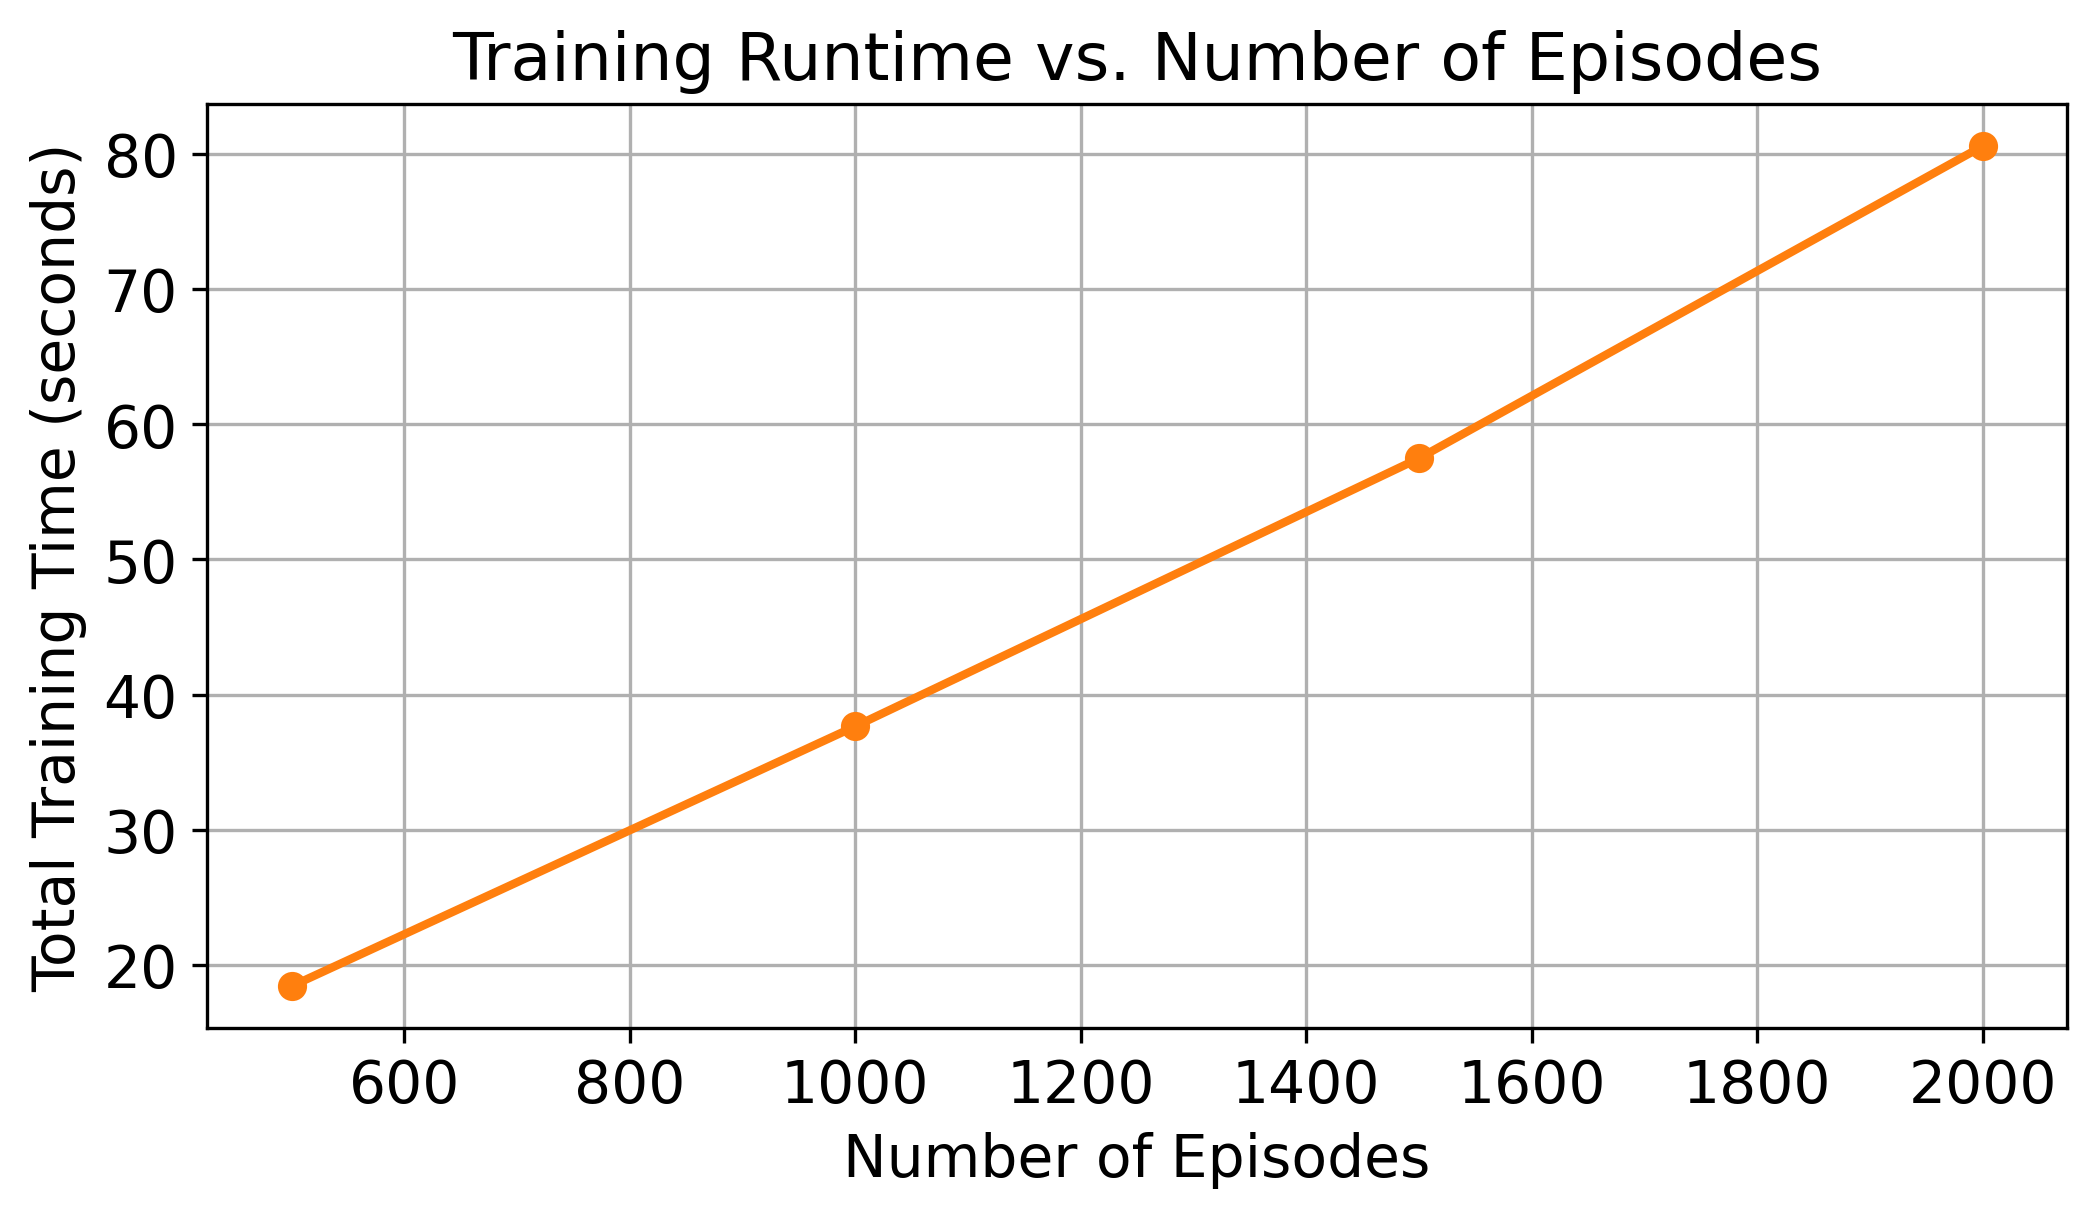 Training Runtime vs. Number of Episodes
Total Training Time (seconds)
80
70
60
50
40
30
20
600 800 1000 1200 1400 1600 1800 2000
Number of Episodes